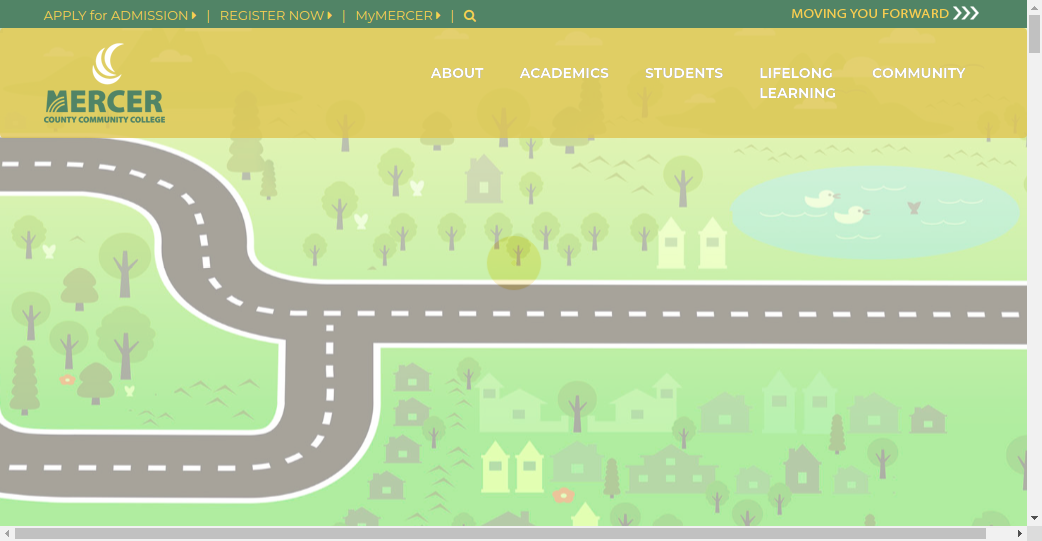 APPLY for ADMISSION | REGISTER NOW | MyMERCER |
MOVING YOU FORWARD
MERCER
COUNTY COMMUNITY COLLEGE
ABOUT
ACADEMICS
STUDENTS
LIFELONG
LEARNING
COMMUNITY